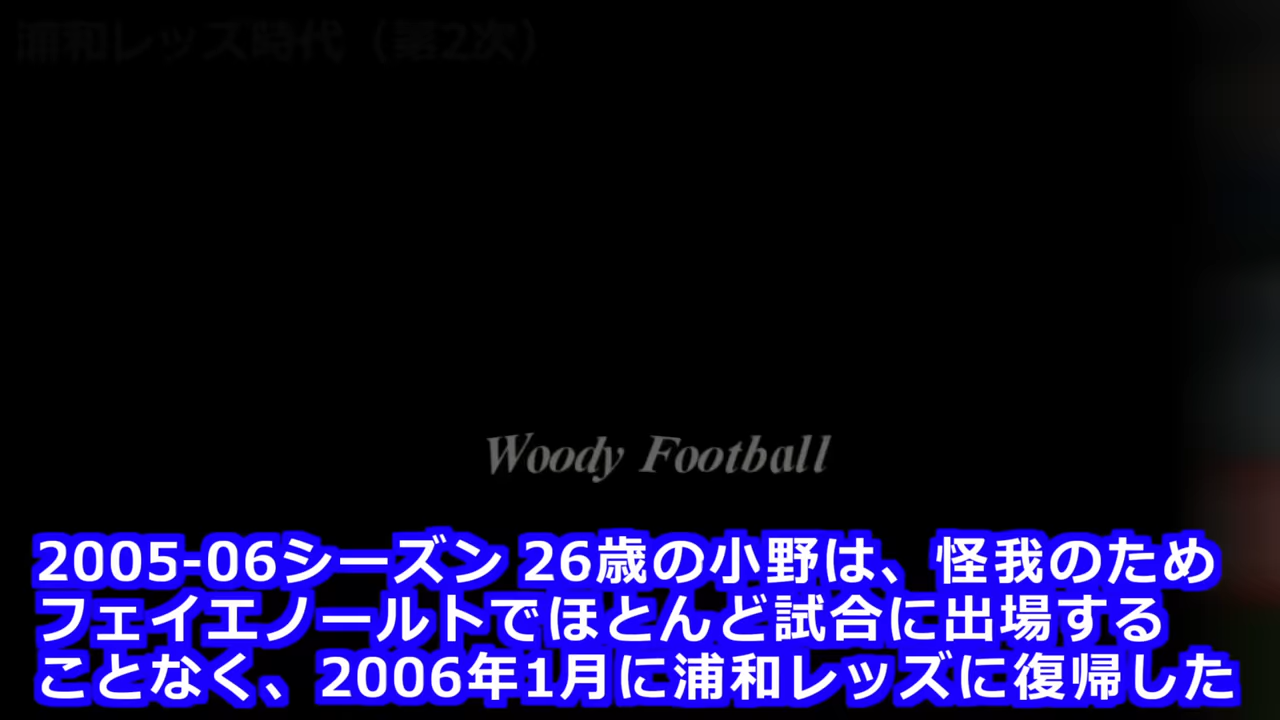 浦和レッズ時代（第2次）
Woody Football
2005-06シーズン 26歳の小野は、怪我のため
フェイエノールトでほとんど試合に出場する
ことなく、2006年1月に浦和レッズに復帰した